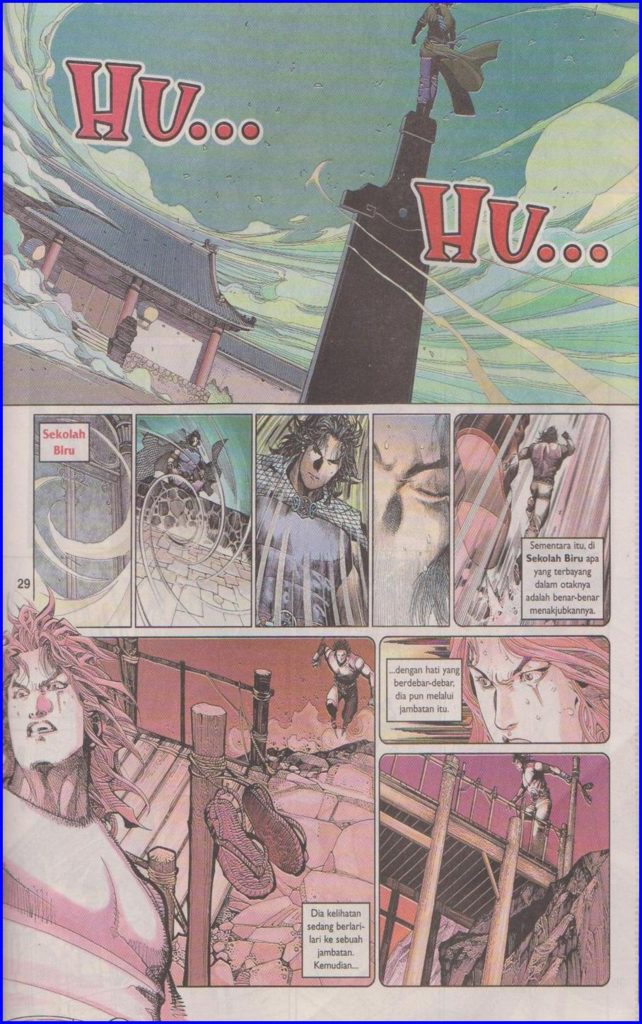 HU...
HU...
Sekolah
Biru
Sementara itu, di
Sekolah Biru apa
yang terbayang
dalam otaknya
adalah benar-benar
menakjubkannya.
29
...dengan hati yang
berdebar-debar,
dia pun melalui
jambatan itu.
Dia kelihatan
sedang berlari-
lari ke sebuah
jambatan.
Kemudian...